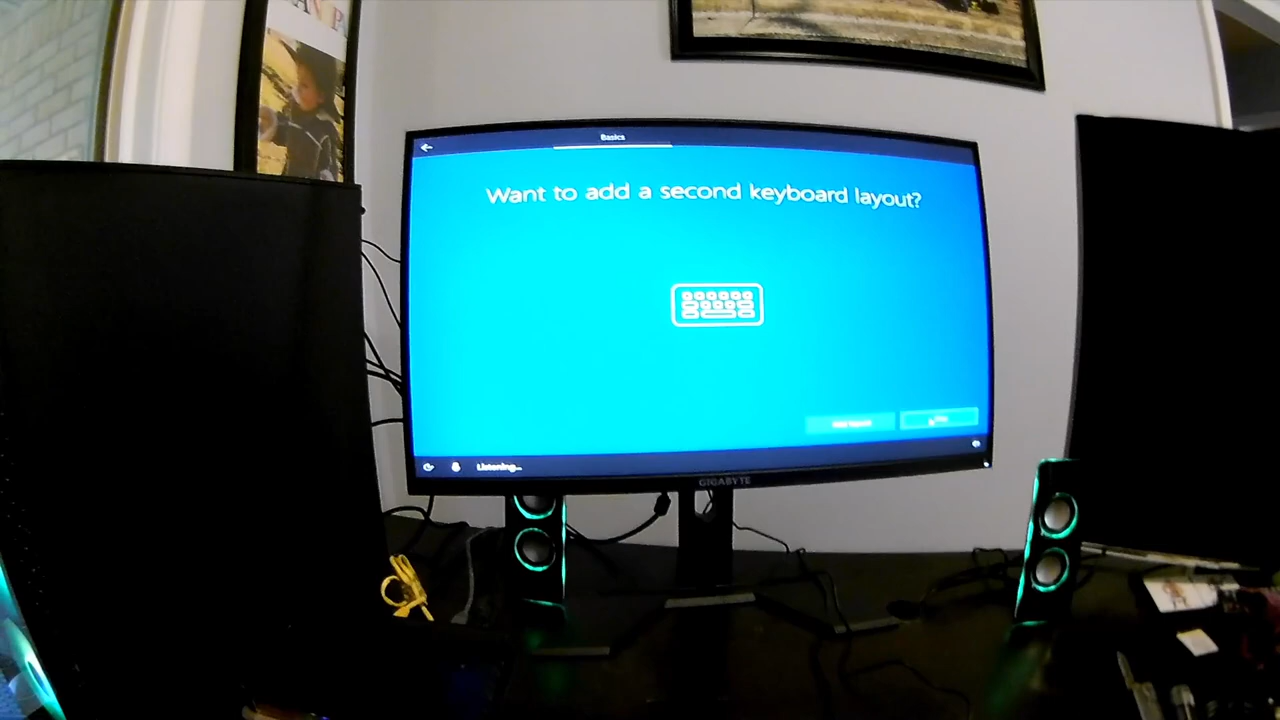 Basics
Want to add a second keyboard layout?
Listening...
GIGABYTE